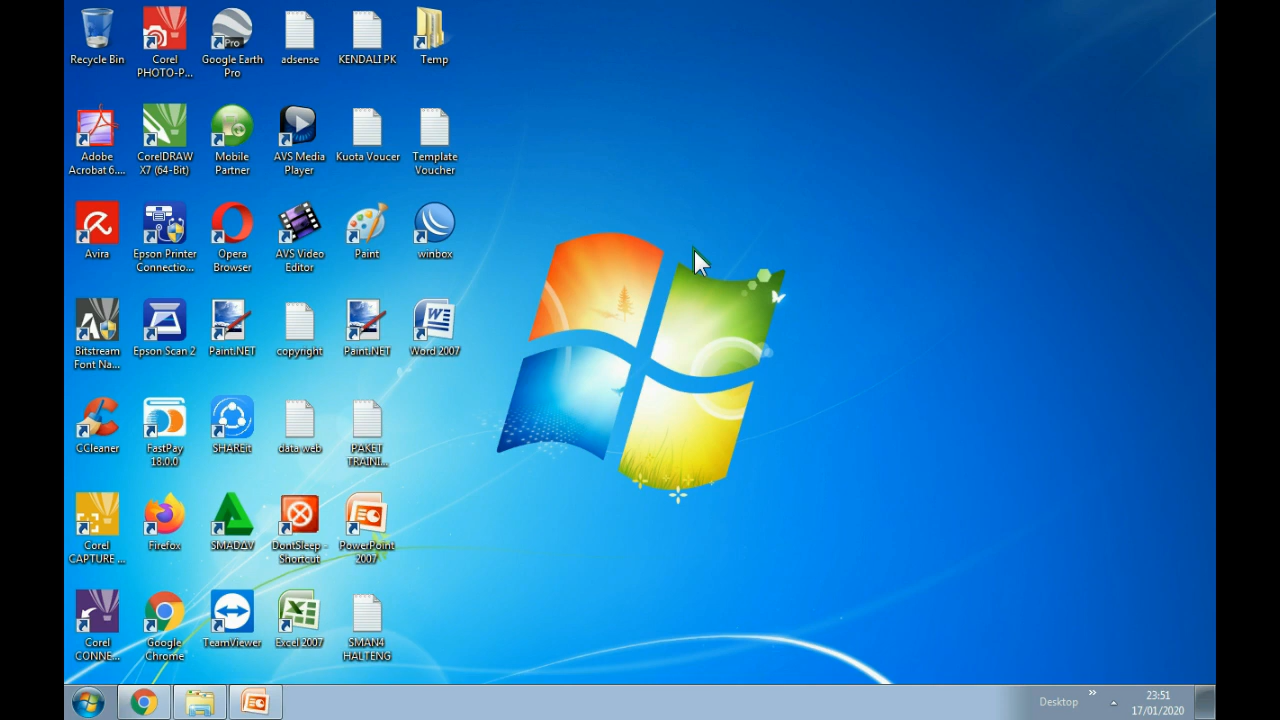 Recycle Bin
Corel
PHOTO-P...
Pro
Google Earth
Pro
adsense
KENDALI PK
Temp
Adobe
Acrobat 6....
CorelDRAW
X7 (64-Bit)
Mobile
Partner
AVS Media
Player
Kuota Voucer
Template
Voucher
Avira
Epson Printer
Connectio...
Opera
Browser
AVS Video
Editor
Paint
winbox
Bitstream
Font Na...
Epson Scan 2
Paint.NET
copyright
Paint.NET
Word 2007
CCleaner
FastPay
18.0.0
SHAREit
data web
PAKET
TRAINI...
Corel
CAPTURE ...
Firefox
SMADΔV
DontSleep -
Shortcut
PowerPoint
2007
Corel
CONNE...
Google
Chrome
TeamViewer
Excel 2007
SMAN4
HALTENG
Desktop
23:51
17/01/2020